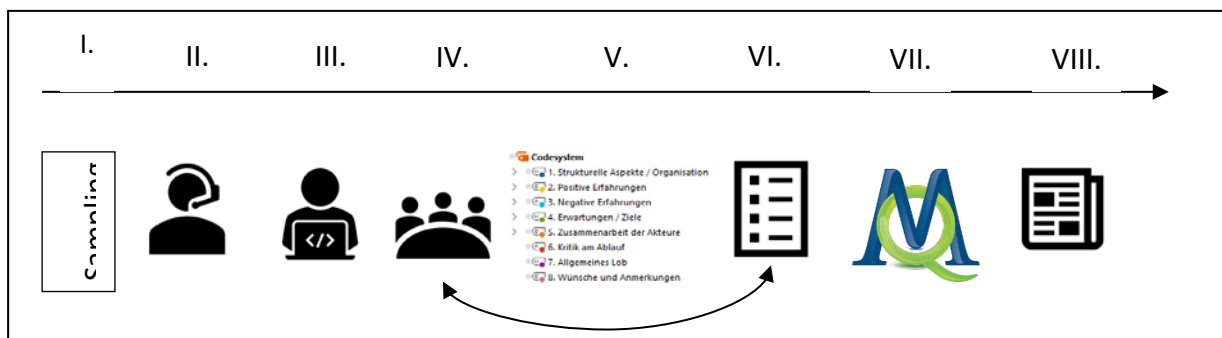 I.
II.
III.
IV.
V.
VI.
VII.
VIII.
Sampling
Codesystem
1. Strukturelle Aspekte / Organisation
2. Positive Erfahrungen
3. Negative Erfahrungen
4. Erwartungen / Ziele
5. Zusammenarbeit der Akteure
6. Kritik am Ablauf
7. Allgemeines Lob
8. Wünsche und Anmerkungen
</> 
MQ